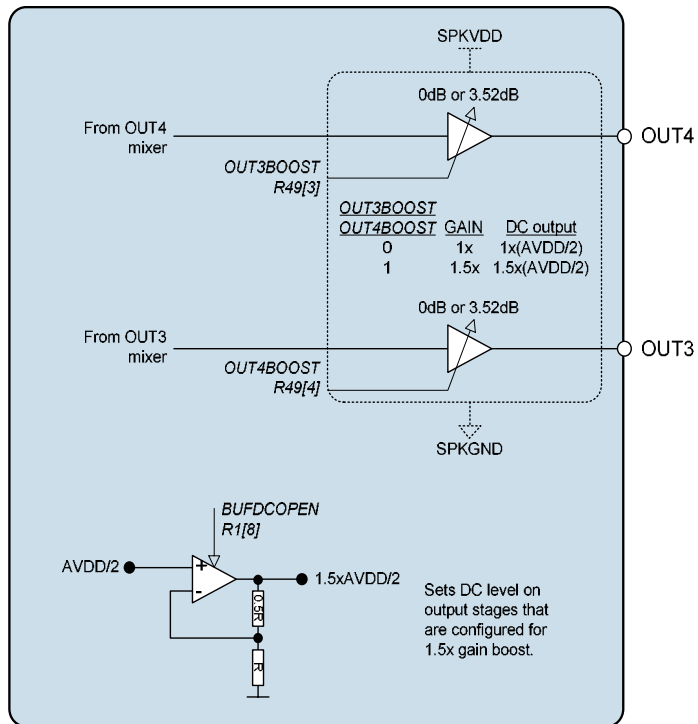 SPKVDD
0dB or 3.52dB
From OUT4
mixer
OUT4
OUT3BOOST
R49[3]
OUT3BOOST
OUT4BOOST GAIN DC output
0 1x 1x(AVDD/2)
1 1.5x 1.5x(AVDD/2)
0dB or 3.52dB
From OUT3
mixer
OUT3
OUT4BOOST
R49[4]
SPKGND
BUFDCOPEN
R1[8]
AVDD/2
+
-
1.5xAVDD/2
0.5R
R
Sets DC level on
output stages that
are configured for
1.5x gain boost.